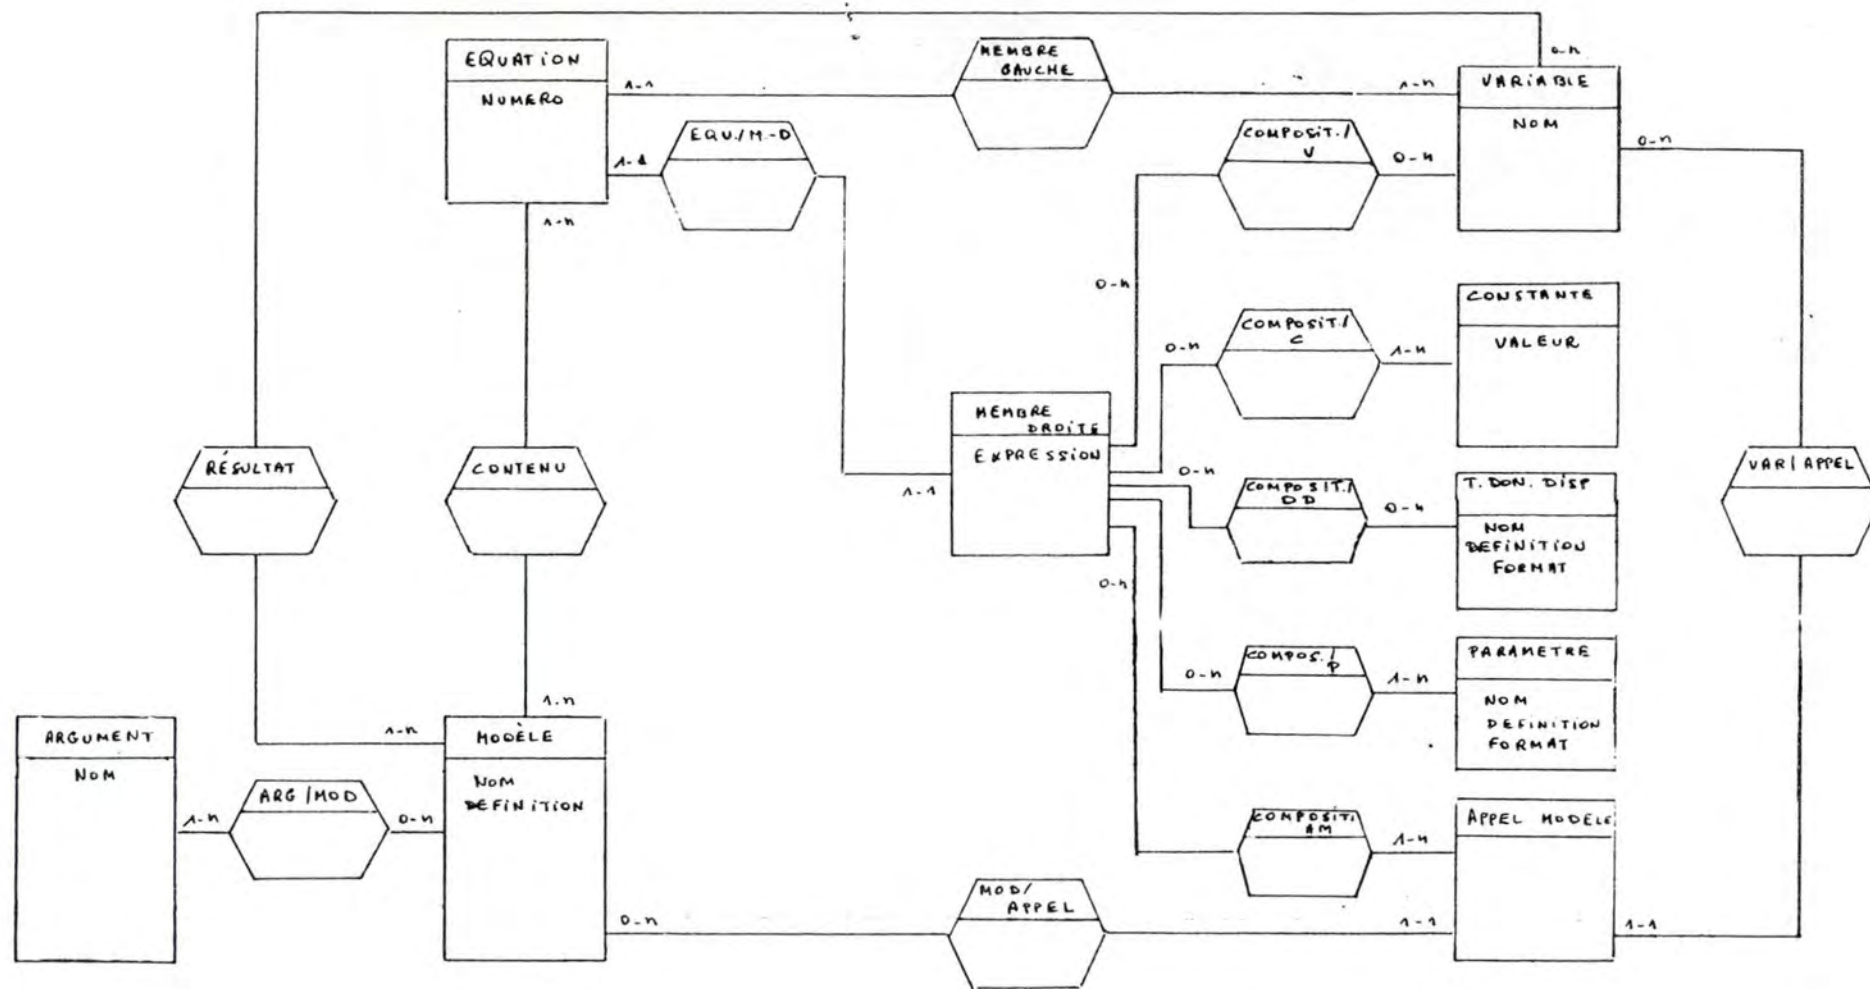 0-n
EQUATION
NUMERO
1-1
MEMBRE
GAUCHE
1-n
VARIABLE
NOM
0-n
EQU./M.-D
1-1
COMPOSIT./
V
0-n
1-n
0-n
CONSTANTE
VALEUR
COMPOSIT./
C
0-n
1-n
MEMBRE
DROITE
EXPRESSION
1-1
RÉSULTAT
CONTENU
0-n
COMPOSIT./
DD
0-n
T. DON. DISP
NOM
DEFINITION
FORMAT
VAR/APPEL
0-n
COMPOS./
P
0-n
1-n
PARAMETRE
NOM
DEFINITION
FORMAT
1-n
1-n
ARGUMENT
NOM
MODÈLE
NOM
DEFINITION
1-n
ARG/MOD
0-n
COMPOSIT/
AM
1-n
APPEL MODELE
0-n
MOD/
APPEL
1-1
1-1